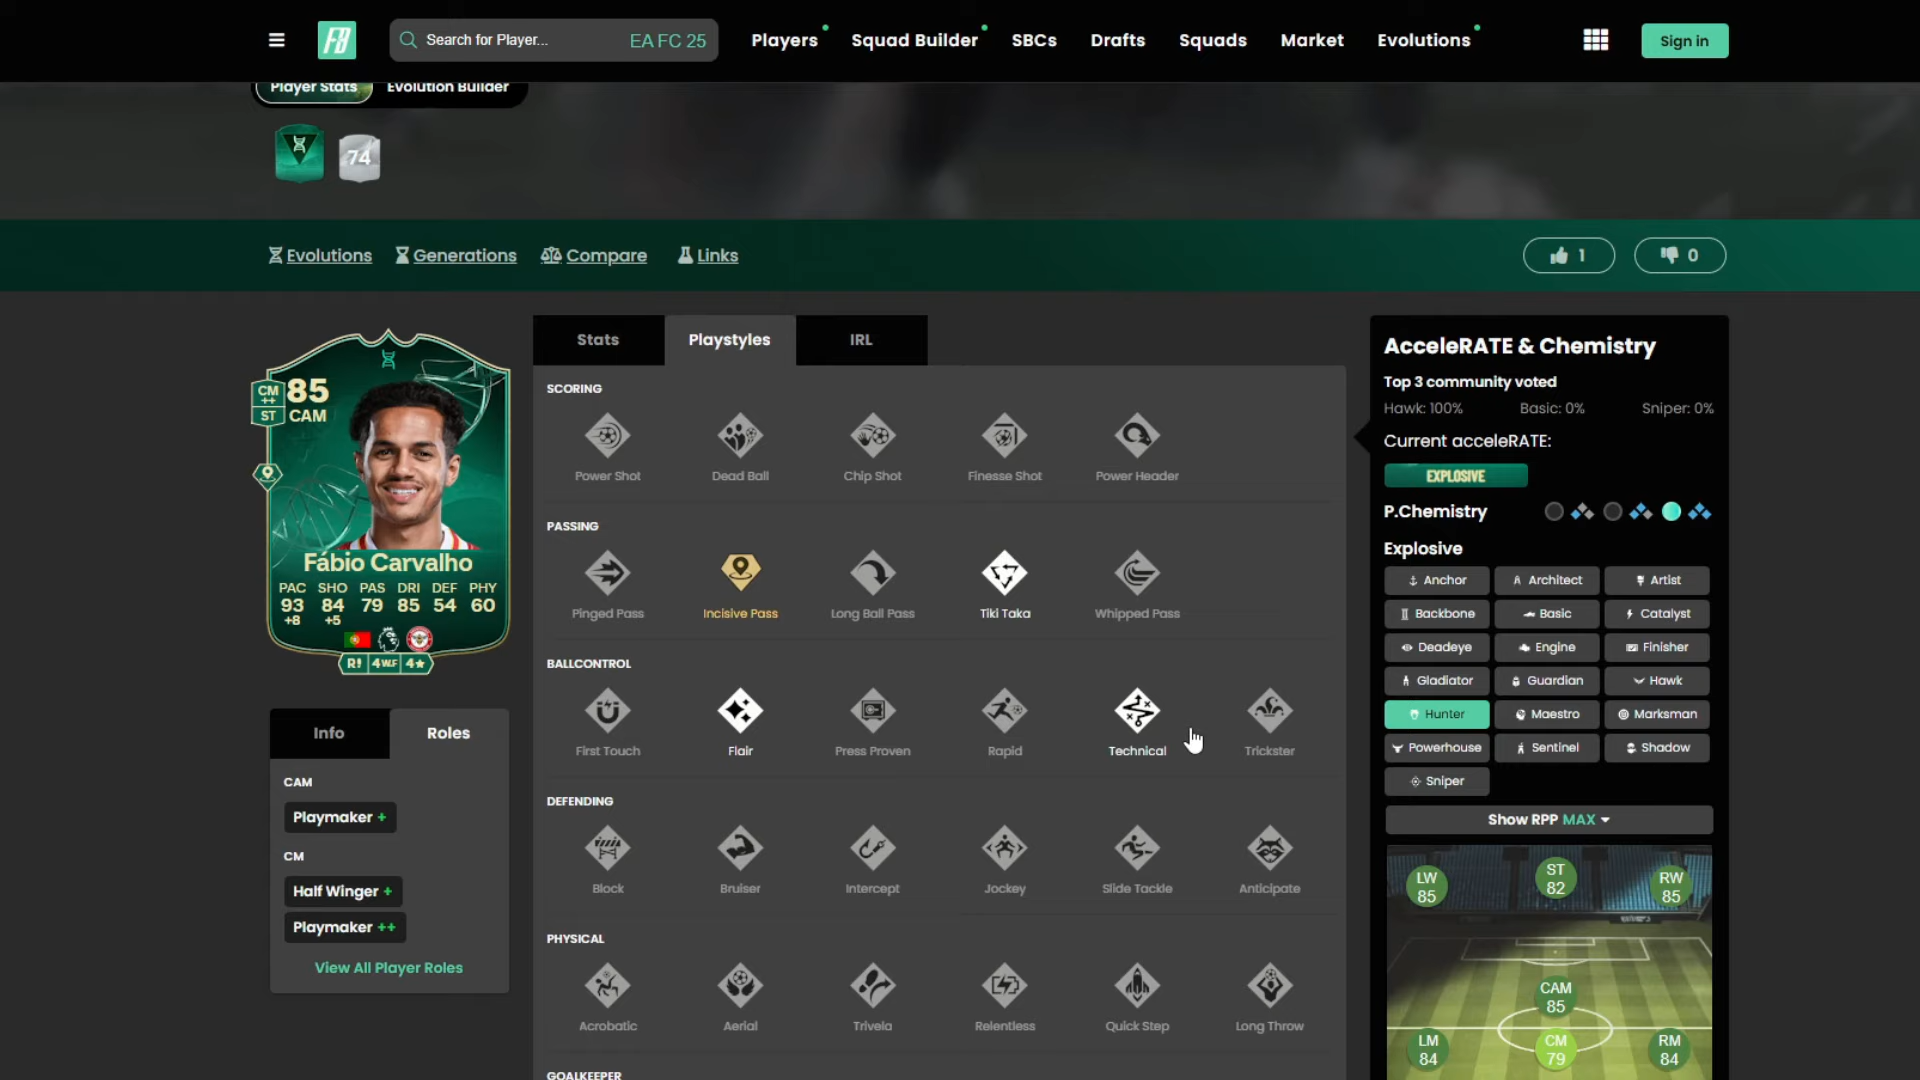 FB
Search for Player...
EA FC 25
Players
Squad Builder
SBCs
Drafts
Squads
Market
Evolutions
Sign in
Player Stats
Evolution Builder
74
Evolutions
Generations
Compare
Links
1
0
CM
++
ST
85
CAM
Fábio Carvalho
PAC SHO PAS DRI DEF PHY
93 84 79 85 54 60
+8 +5
R! 4W.F 4★
Info
Roles
CAM
Playmaker +
CM
Half Winger +
Playmaker ++
View All Player Roles
Stats
Playstyles
IRL
SCORING
Power Shot
Dead Ball
Chip Shot
Finesse Shot
Power Header
PASSING
Pinged Pass
Incisive Pass
Long Ball Pass
Tiki Taka
Whipped Pass
BALLCONTROL
First Touch
Flair
Press Proven
Rapid
Technical
Trickster
DEFENDING
Block
Bruiser
Intercept
Jockey
Slide Tackle
Anticipate
PHYSICAL
Acrobatic
Aerial
Trivela
Relentless
Quick Step
Long Throw
GOALKEEPER
AcceleRATE & Chemistry
Top 3 community voted
Hawk: 100% Basic: 0% Sniper: 0%
Current acceleRATE:
EXPLOSIVE
P.Chemistry
Explosive
Anchor
Architect
Artist
Backbone
Basic
Catalyst
Deadeye
Engine
Finisher
Gladiator
Guardian
Hawk
Hunter
Maestro
Marksman
Powerhouse
Sentinel
Shadow
Sniper
Show RPP MAX
LW
85
ST
82
RW
85
CAM
85
LM
84
CM
79
RM
84